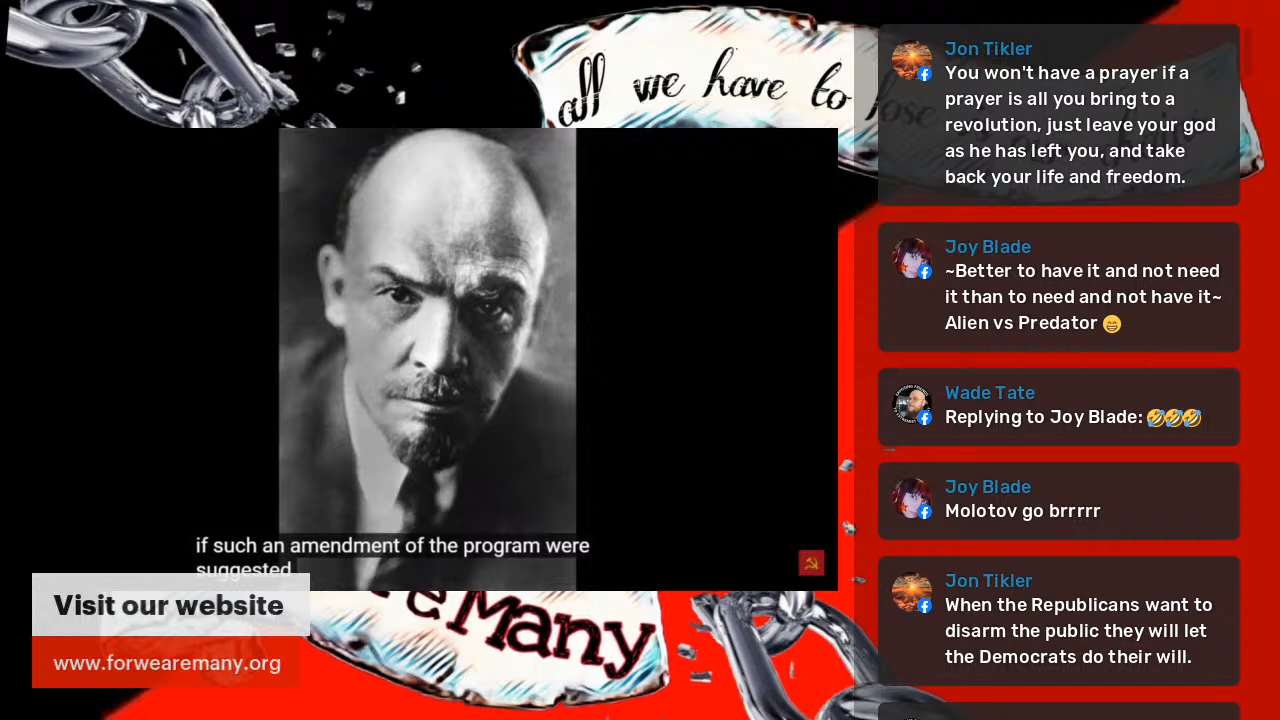 all we have to
lose
Jon Tikler
You won't have a prayer if a
prayer is all you bring to a
revolution, just leave your god
as he has left you, and take
back your life and freedom.
Joy Blade
~Better to have it and not need
it than to need and not have it~
Alien vs Predator 😁
Wade Tate
Replying to Joy Blade: 🤣🤣🤣
Joy Blade
Molotov go brrrrr
Jon Tikler
When the Republicans want to
disarm the public they will let
the Democrats do their will.
if such an amendment of the program were
suggested
Many
Visit our website
www.forwearemany.org